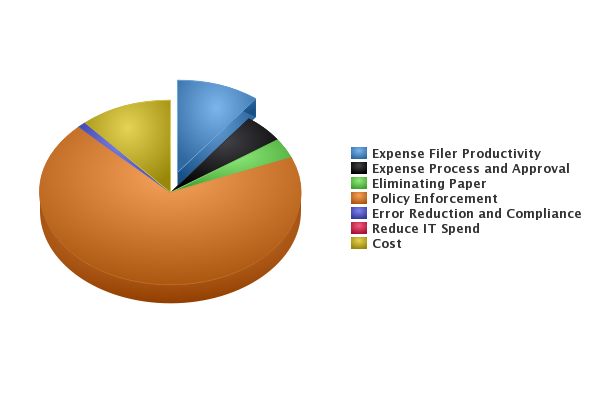 Expense Filer Productivity
Expense Process and Approval
Eliminating Paper
Policy Enforcement
Error Reduction and Compliance
Reduce IT Spend
Cost